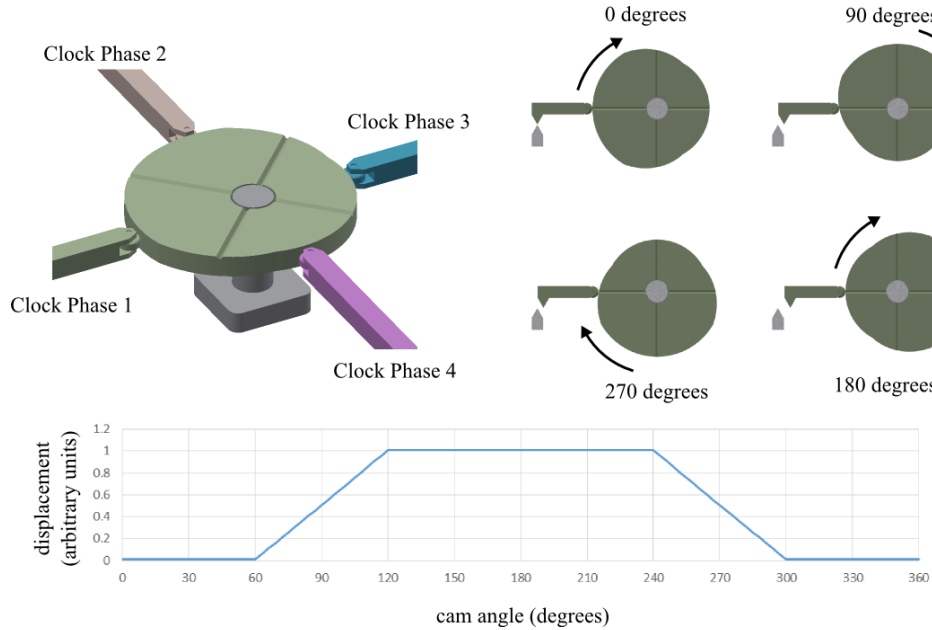 0 degrees
90 degrees
Clock Phase 2
Clock Phase 3
Clock Phase 1
Clock Phase 4
270 degrees
180 degrees
displacement
(arbitrary units)
1.2
1
0.8
0.6
0.4
0.2
0
0 30 60 90 120 150 180 210 240 270 300 330 360
cam angle (degrees)